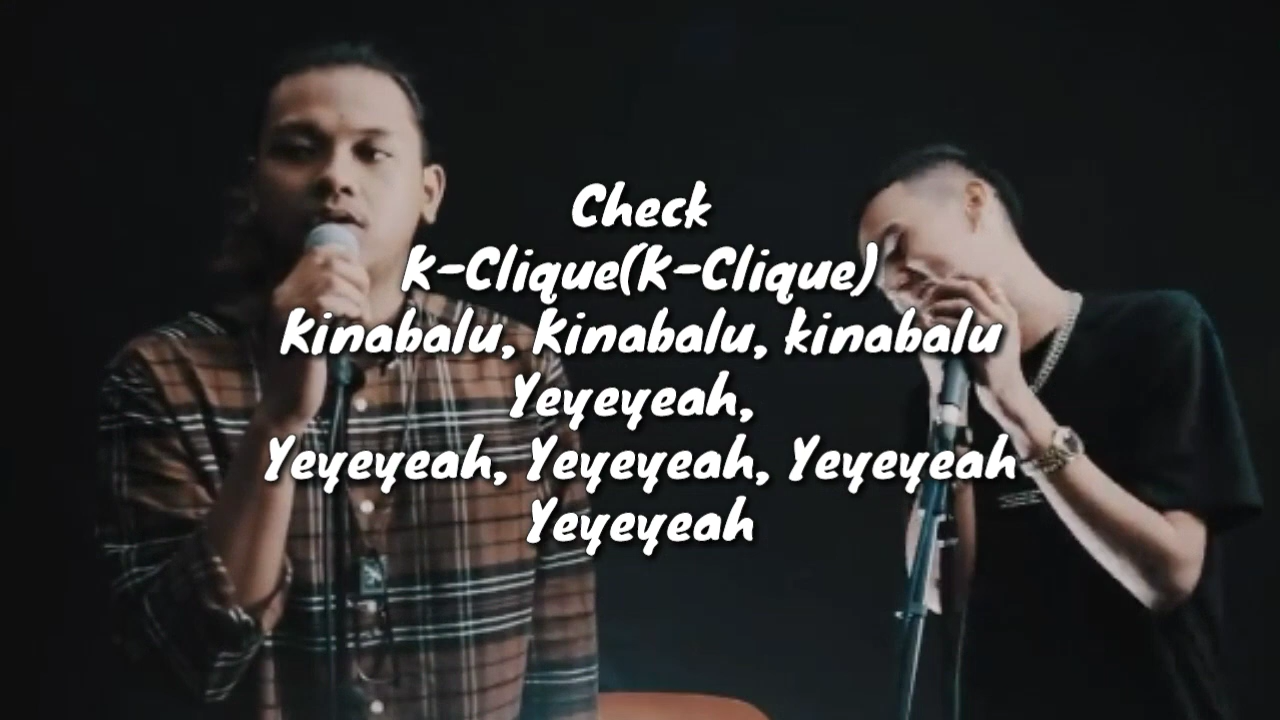 Check
K-Clique(K-Clique)
Kinabalu, Kinabalu, kinabalu
Yeyeyeah,
Yeyeyeah, Yeyeyeah, Yeyeyeah
Yeyeyeah